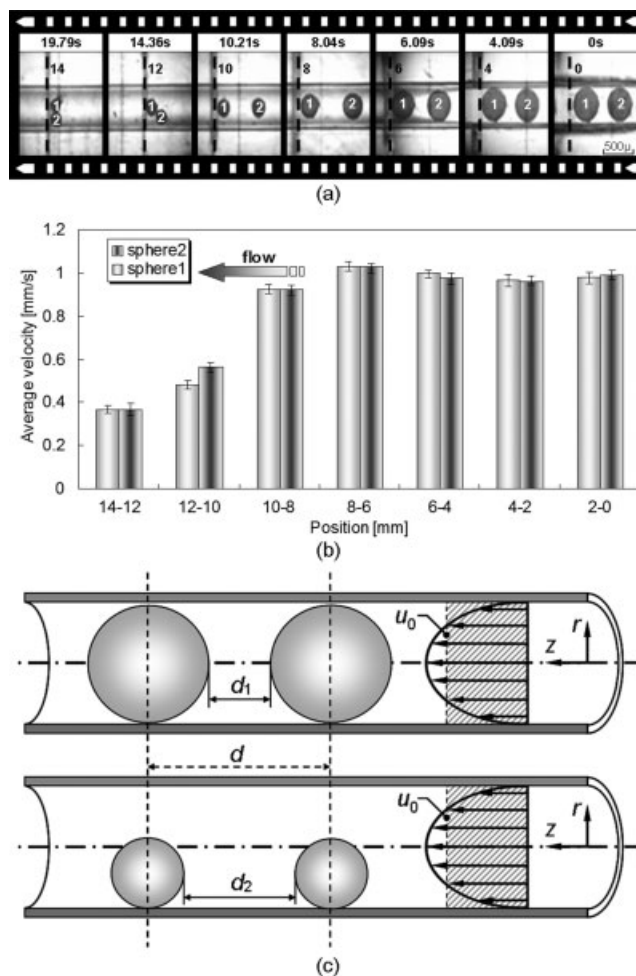 19.79s 14.36s 10.21s 8.04s 6.09s 4.09s 0s
14 12 10 8 6 4 0
1 1 1 2 1 2 1 2 1 2 1 2
2 2
500μ
(a)
Average velocity [mm/s]
1.2
1
0.8
0.6
0.4
0.2
0
sphere2
sphere1
flow
14-12 12-10 10-8 8-6 6-4 4-2 2-0
Position [mm]
(b)
u0 r
z
d1
d
u0 r
z
d2
(c)